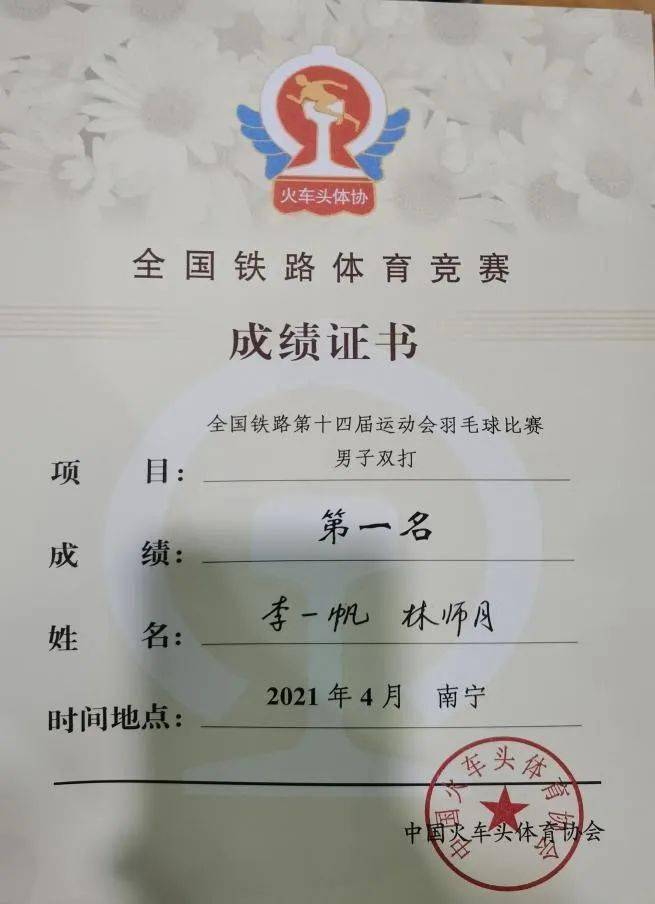 火车头体协
全国铁路体育竞赛
成绩证书
全国铁路第十四届运动会羽毛球比赛
项 目： 男子双打
成 绩： 第一名
姓 名： 李一帆 林师月
时间地点： 2021 年 4 月 南宁
中国火车头体育协会
中国火车头体育协会